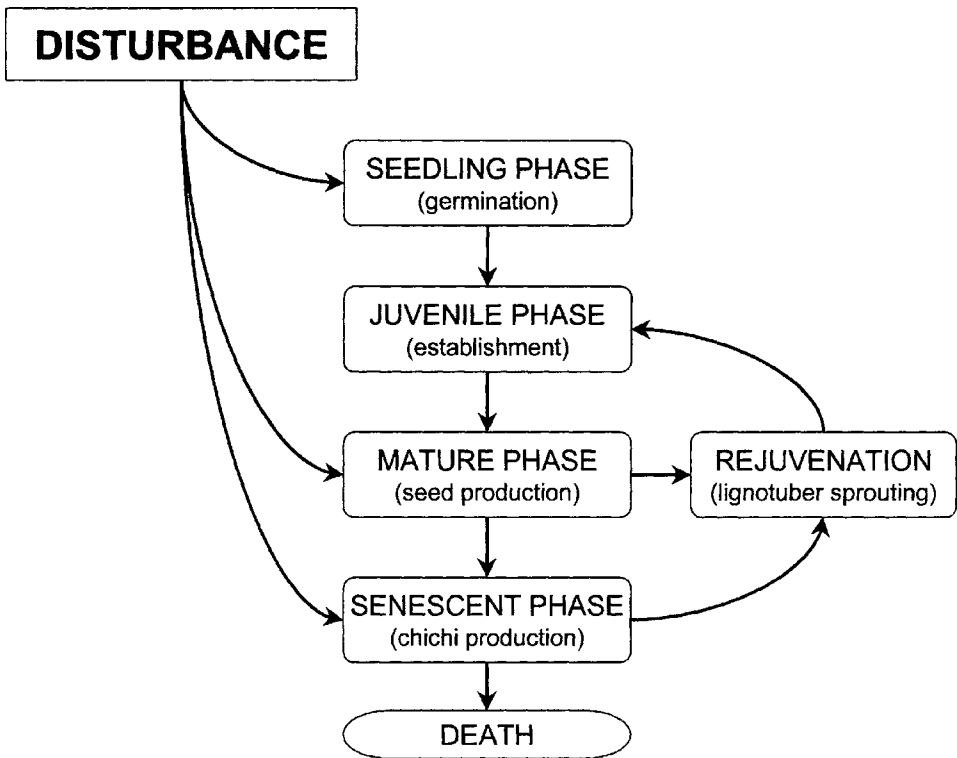 DISTURBANCE
SEEDLING PHASE
(germination)
JUVENILE PHASE
(establishment)
MATURE PHASE
(seed production)
REJUVENATION
(lignotuber sprouting)
SENESCENT PHASE
(chichi production)
DEATH